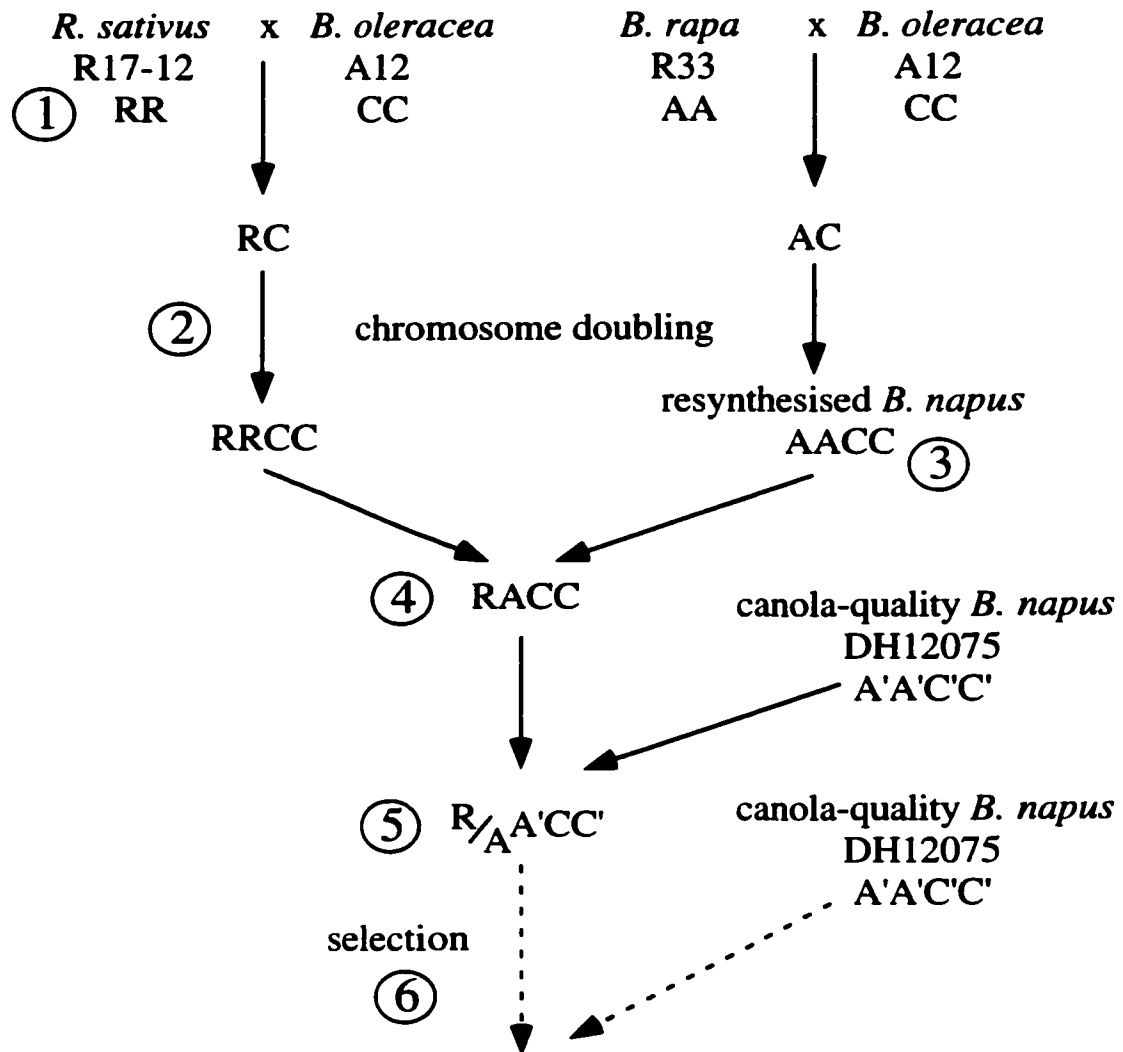 R. sativus x B. oleracea
R17-12 A12
① RR CC
B. rapa x B. oleracea
R33 A12
AA CC
RC
AC
② chromosome doubling
RRCC
resynthesised B. napus
AACC ③
④ RACC
canola-quality B. napus
DH12075
A'A'C'C'
⑤ R/AA'CC'
canola-quality B. napus
DH12075
A'A'C'C'
selection
⑥